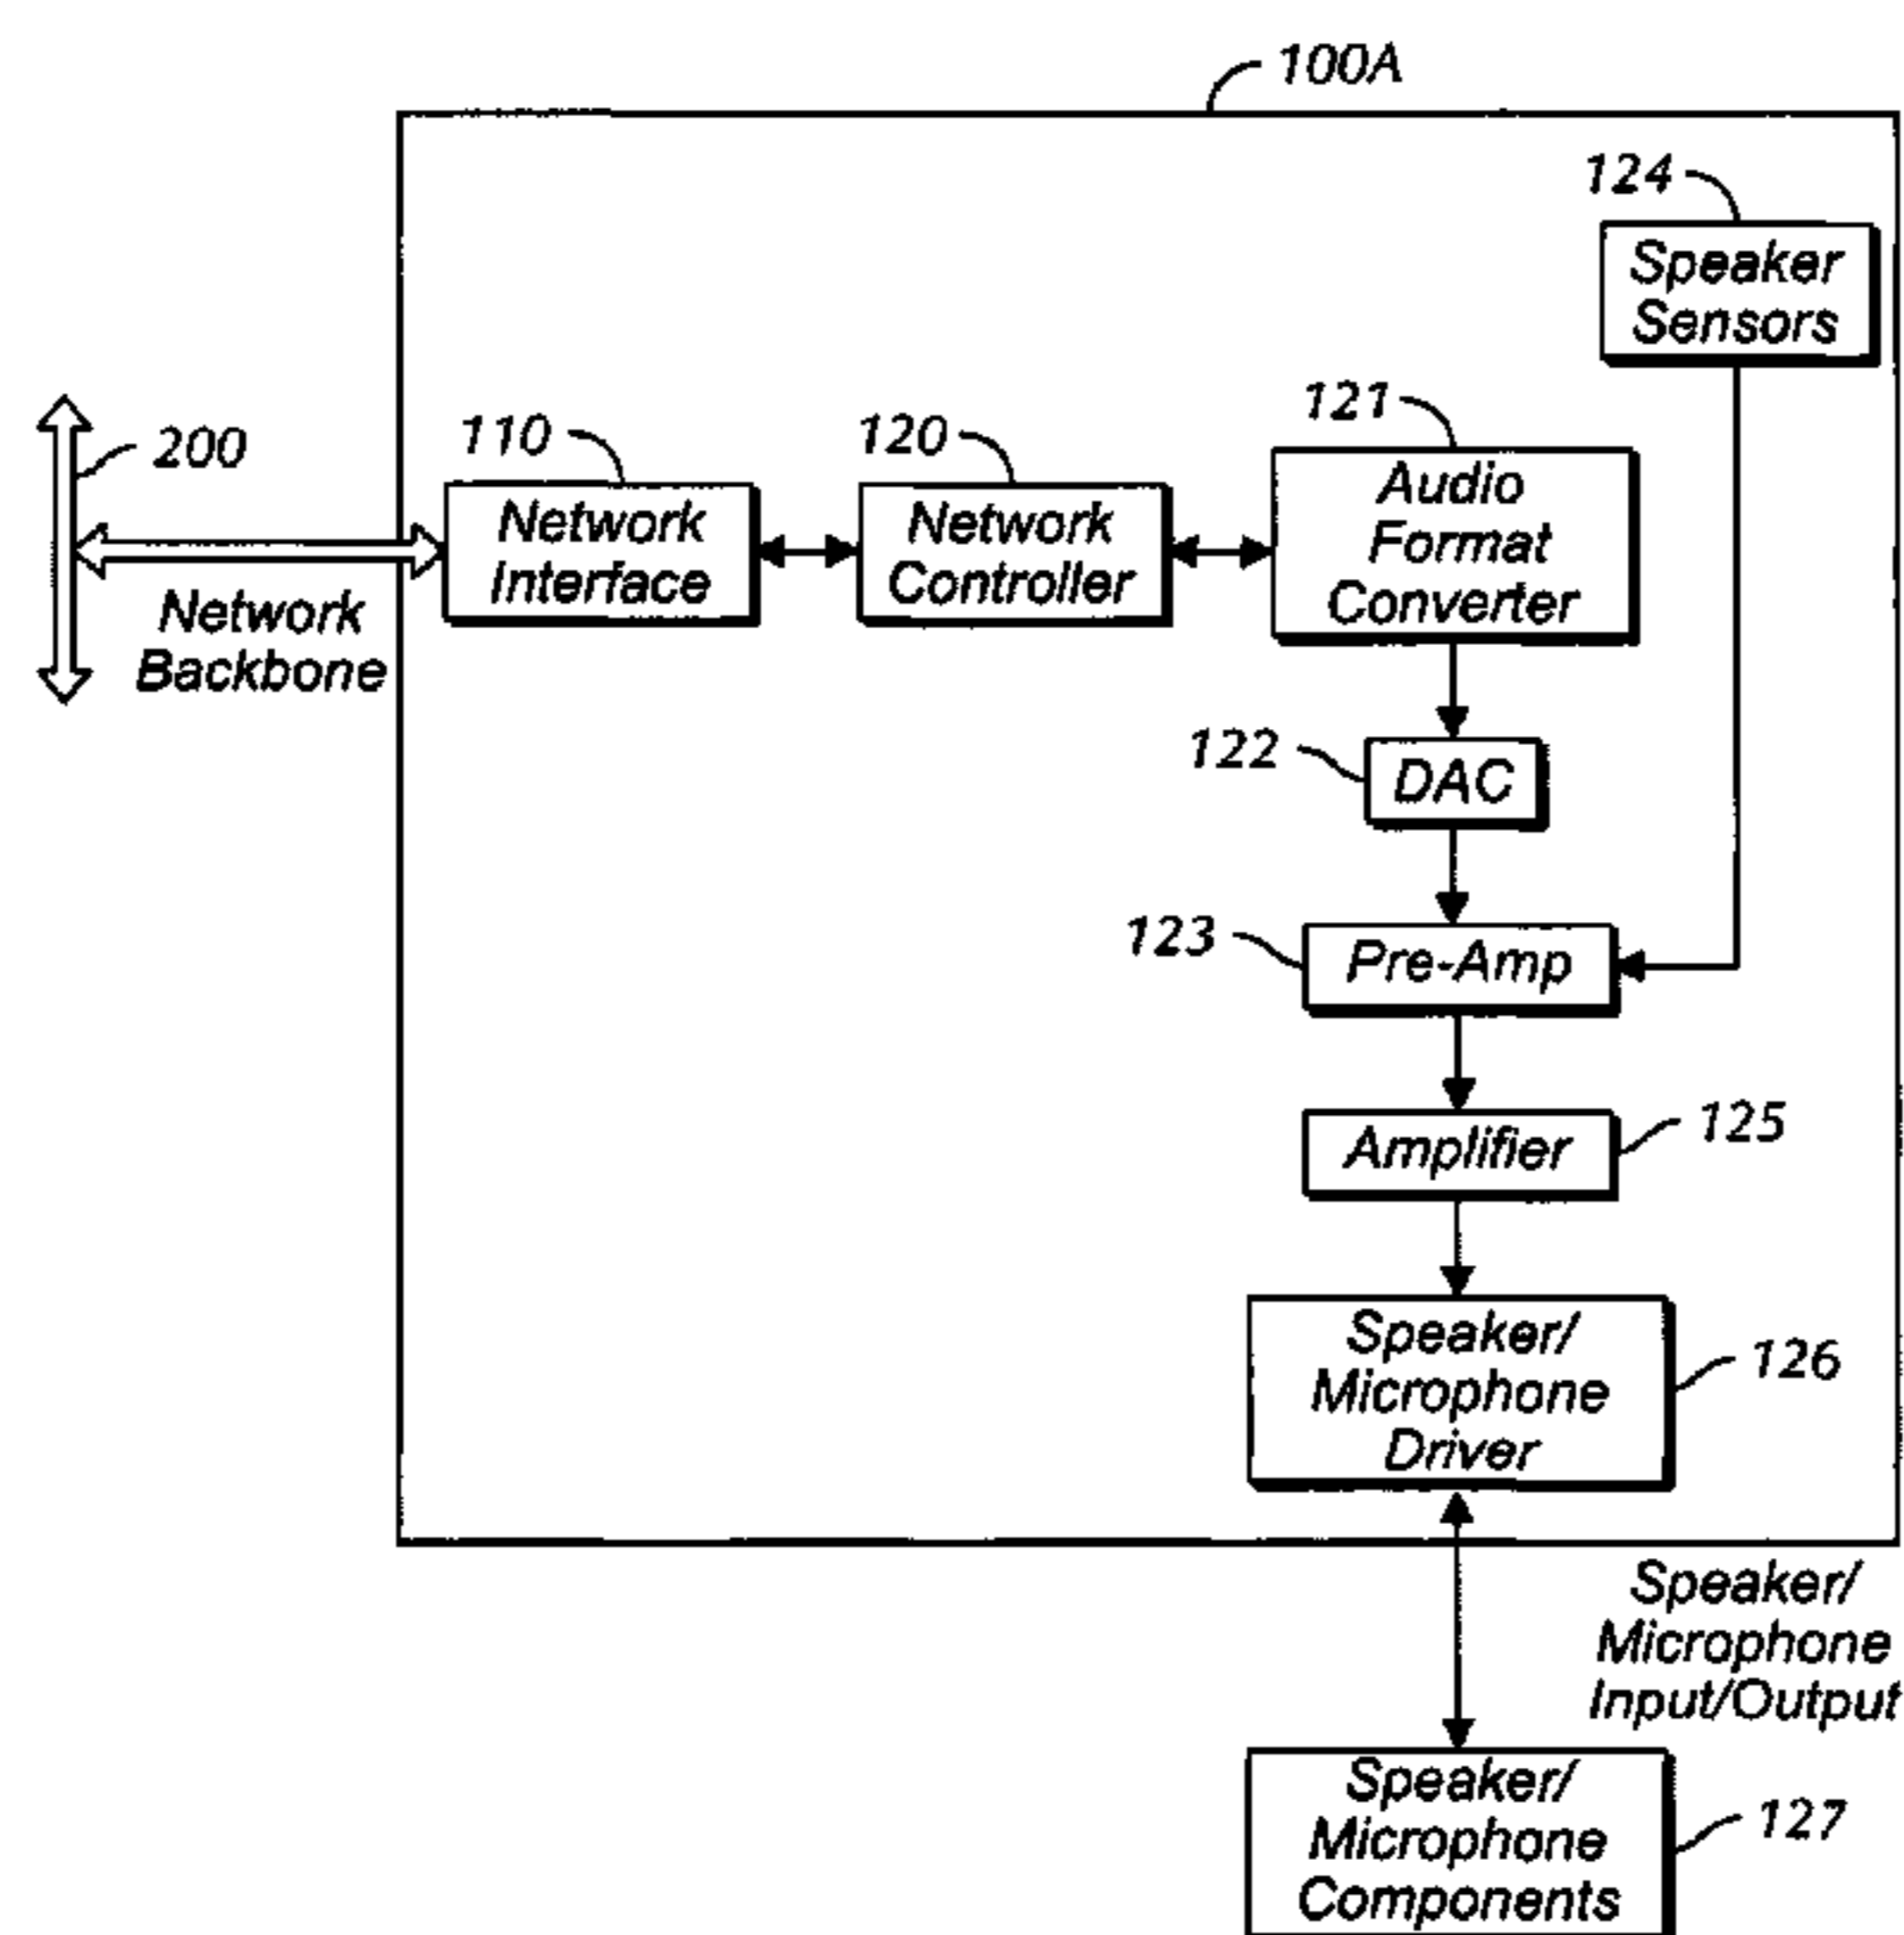 100A
124
Speaker
Sensors
200
110
120
121
Network
Interface
Network
Controller
Audio
Format
Converter
Network
Backbone
122
DAC
123
Pre-Amp
Amplifier
125
Speaker/
Microphone
Driver
126
Speaker/
Microphone
Input/Output
Speaker/
Microphone
Components
127